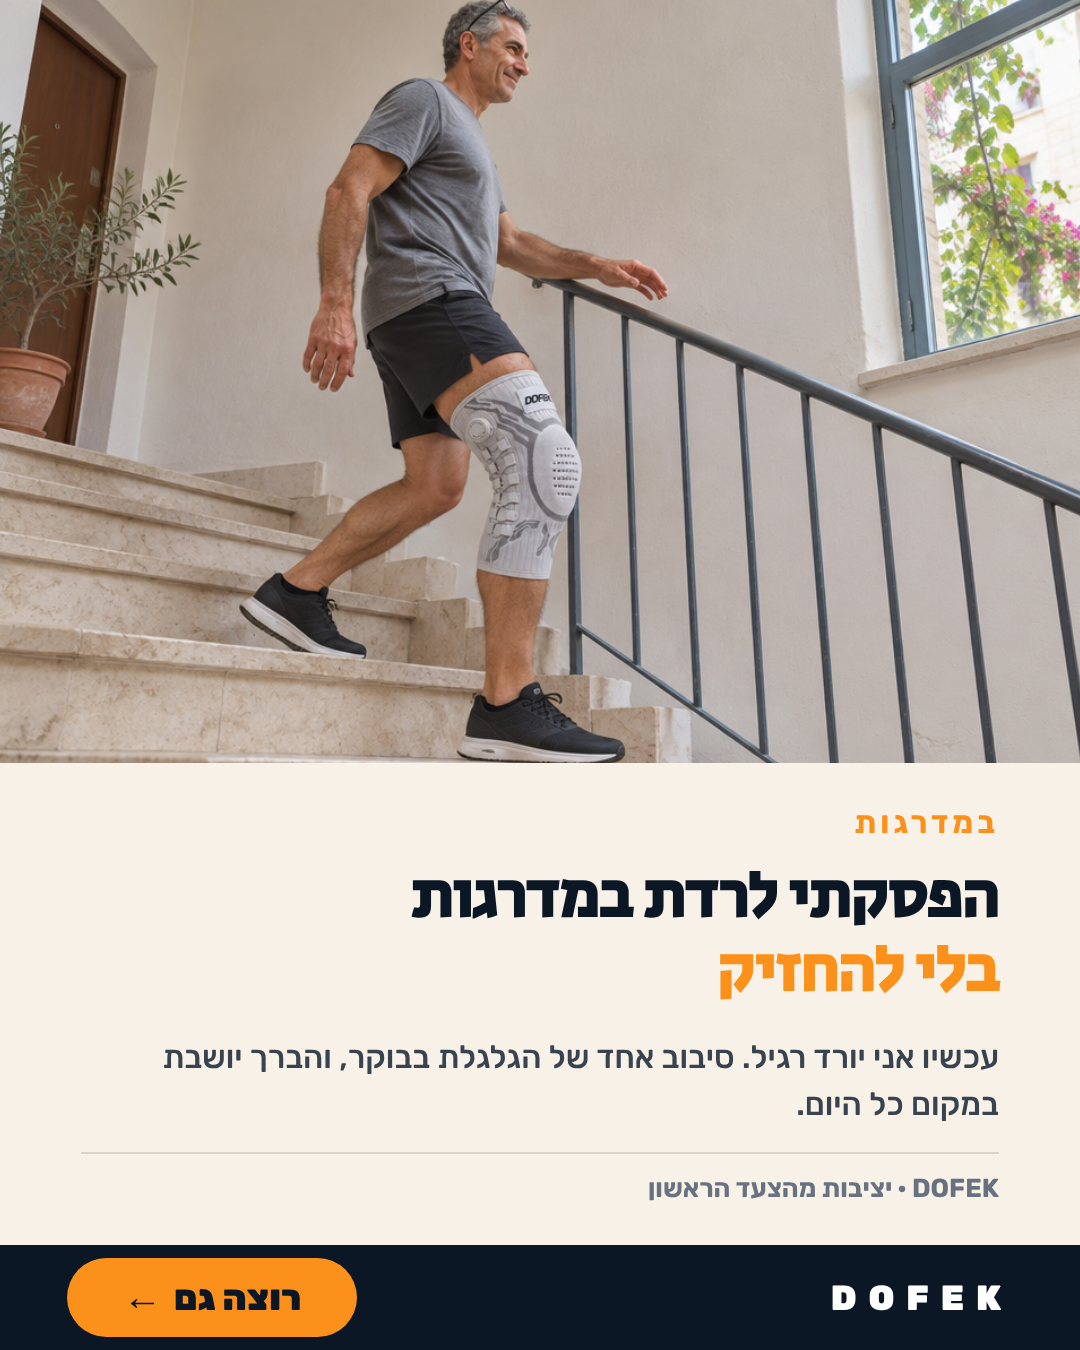 DOFEK
במדרגות
הפסקתי לרדת במדרגות
בלי להחזיק
עכשיו אני יורד רגיל. סיבוב אחד של הגלגלת בבוקר, והברך יושבת
במקום כל היום.
DOFEK • יציבות מהצעד הראשון
רוצה גם ←
DOFEK